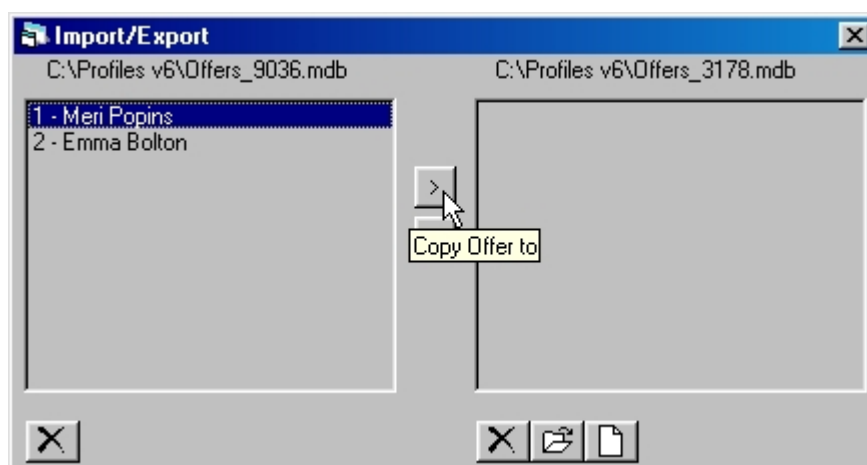 Import/Export
C:\Profiles v6\Offers_9036.mdb
C:\Profiles v6\Offers_3178.mdb
1 - Meri Popins
2 - Emma Bolton
>
Copy Offer to